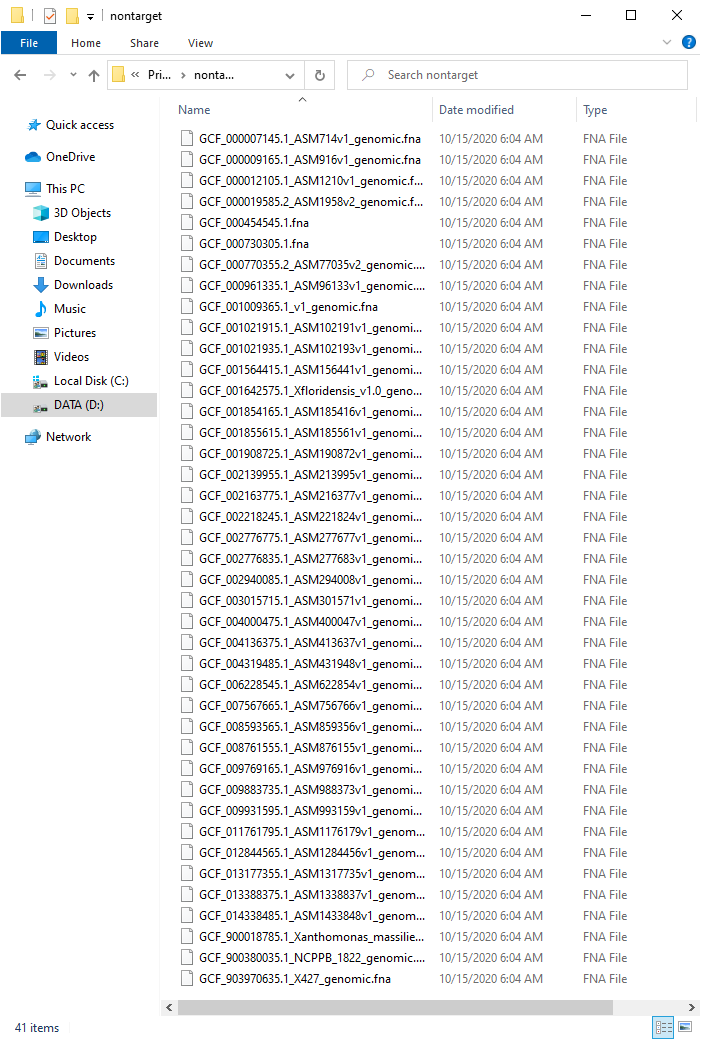 nontarget
File Home Share View
Pri... nonta... Search nontarget
Name Date modified Type
Quick access
OneDrive
This PC
3D Objects
Desktop
Documents
Downloads
Music
Pictures
Videos
Local Disk (C:)
DATA (D:)
Network
GCF_000007145.1_ASM714v1_genomic.fna 10/15/2020 6:04 AM FNA File
GCF_000009165.1_ASM916v1_genomic.fna 10/15/2020 6:04 AM FNA File
GCF_000012105.1_ASM1210v1_genomic.f... 10/15/2020 6:04 AM FNA File
GCF_000019585.2_ASM1958v2_genomic.f... 10/15/2020 6:04 AM FNA File
GCF_000454545.1.fna 10/15/2020 6:04 AM FNA File
GCF_000730305.1.fna 10/15/2020 6:04 AM FNA File
GCF_000770355.2_ASM77035v2_genomic.... 10/15/2020 6:04 AM FNA File
GCF_000961335.1_ASM96133v1_genomic.... 10/15/2020 6:04 AM FNA File
GCF_001009365.1_v1_genomic.fna 10/15/2020 6:04 AM FNA File
GCF_001021915.1_ASM102191v1_genomi... 10/15/2020 6:04 AM FNA File
GCF_001021935.1_ASM102193v1_genomi... 10/15/2020 6:04 AM FNA File
GCF_001564415.1_ASM156441v1_genomi... 10/15/2020 6:04 AM FNA File
GCF_001642575.1_Xfloridensis_v1.0_geno... 10/15/2020 6:04 AM FNA File
GCF_001854165.1_ASM185416v1_genomi... 10/15/2020 6:04 AM FNA File
GCF_001855615.1_ASM185561v1_genomi... 10/15/2020 6:04 AM FNA File
GCF_001908725.1_ASM190872v1_genomi... 10/15/2020 6:04 AM FNA File
GCF_002139955.1_ASM213995v1_genomi... 10/15/2020 6:04 AM FNA File
GCF_002163775.1_ASM216377v1_genomi... 10/15/2020 6:04 AM FNA File
GCF_002218245.1_ASM221824v1_genomi... 10/15/2020 6:04 AM FNA File
GCF_002776775.1_ASM277677v1_genomi... 10/15/2020 6:04 AM FNA File
GCF_002776835.1_ASM277683v1_genomi... 10/15/2020 6:04 AM FNA File
GCF_002940085.1_ASM294008v1_genomi... 10/15/2020 6:04 AM FNA File
GCF_003015715.1_ASM301571v1_genomi... 10/15/2020 6:04 AM FNA File
GCF_004000475.1_ASM400047v1_genomi... 10/15/2020 6:04 AM FNA File
GCF_004136375.1_ASM413637v1_genomi... 10/15/2020 6:04 AM FNA File
GCF_004319485.1_ASM431948v1_genomi... 10/15/2020 6:04 AM FNA File
GCF_006228545.1_ASM622854v1_genomi... 10/15/2020 6:04 AM FNA File
GCF_007567665.1_ASM756766v1_genomi... 10/15/2020 6:04 AM FNA File
GCF_008593565.1_ASM859356v1_genomi... 10/15/2020 6:04 AM FNA File
GCF_008761555.1_ASM876155v1_genomi... 10/15/2020 6:04 AM FNA File
GCF_009769165.1_ASM976916v1_genomi... 10/15/2020 6:04 AM FNA File
GCF_009883735.1_ASM988373v1_genomi... 10/15/2020 6:04 AM FNA File
GCF_009931595.1_ASM993159v1_genomi... 10/15/2020 6:04 AM FNA File
GCF_011761795.1_ASM1176179v1_genom... 10/15/2020 6:04 AM FNA File
GCF_012844565.1_ASM1284456v1_genom... 10/15/2020 6:04 AM FNA File
GCF_013177355.1_ASM1317735v1_genom... 10/15/2020 6:04 AM FNA File
GCF_013388375.1_ASM1338837v1_genom... 10/15/2020 6:04 AM FNA File
GCF_014338485.1_ASM1433848v1_genom... 10/15/2020 6:04 AM FNA File
GCF_900018785.1_Xanthomonas_massilie... 10/15/2020 6:04 AM FNA File
GCF_900380035.1_NCPPB_1822_genomic.... 10/15/2020 6:04 AM FNA File
GCF_903970635.1_X427_genomic.fna 10/15/2020 6:04 AM FNA File
41 items